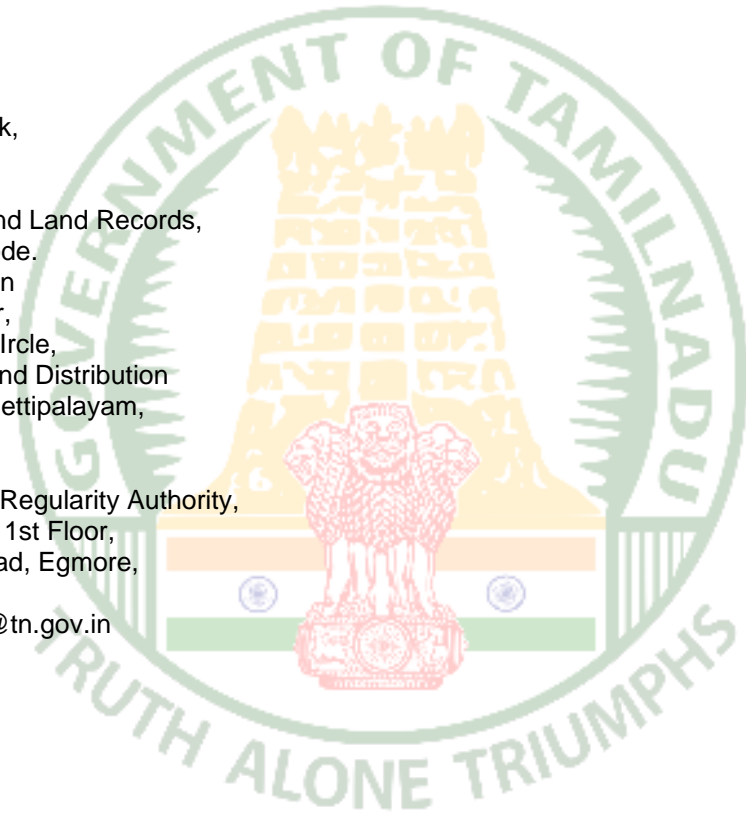 GOVERNMENT OF TAMILNADU
k,
nd Land Records,
ode.
n
r,
Ircle,
nd Distribution
ettipalayam,
Regularity Authority,
1st Floor,
ad, Egmore,
@tn.gov.in
TRUTH ALONE TRIUMPHS